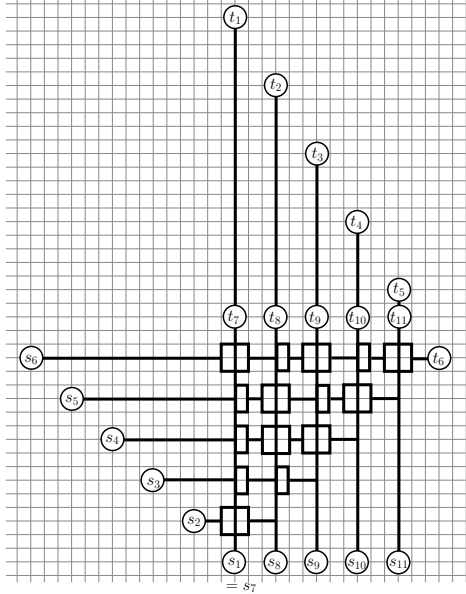 t₁
t₂
t₃
t₄
t₅
t₇ t₈ t₉ t₁₀ t₁₁
s₆ t₆
s₅
s₄
s₃
s₂
s₁ s₈ s₉ s₁₀ s₁₁
= s₇